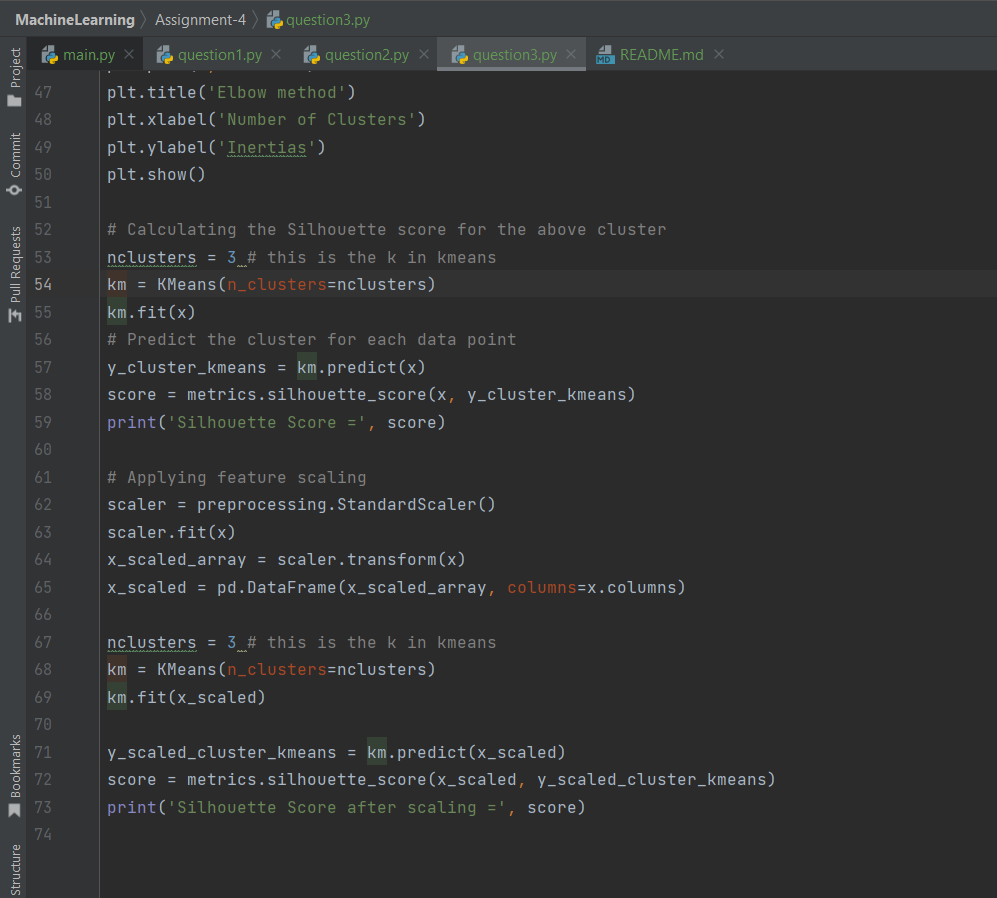 MachineLearning Assignment-4 question3.py
main.py question1.py question2.py question3.py README.md
Project
Commit
Pull Requests
Bookmarks
Structure
47 plt.title('Elbow method')
48 plt.xlabel('Number of Clusters')
49 plt.ylabel('Inertias')
50 plt.show()
51
52 # Calculating the Silhouette score for the above cluster
53 nclusters = 3 # this is the k in kmeans
54 km = KMeans(n_clusters=nclusters)
55 km.fit(x)
56 # Predict the cluster for each data point
57 y_cluster_kmeans = km.predict(x)
58 score = metrics.silhouette_score(x, y_cluster_kmeans)
59 print('Silhouette Score =', score)
60
61 # Applying feature scaling
62 scaler = preprocessing.StandardScaler()
63 scaler.fit(x)
64 x_scaled_array = scaler.transform(x)
65 x_scaled = pd.DataFrame(x_scaled_array, columns=x.columns)
66
67 nclusters = 3 # this is the k in kmeans
68 km = KMeans(n_clusters=nclusters)
69 km.fit(x_scaled)
70
71 y_scaled_cluster_kmeans = km.predict(x_scaled)
72 score = metrics.silhouette_score(x_scaled, y_scaled_cluster_kmeans)
73 print('Silhouette Score after scaling =', score)
74